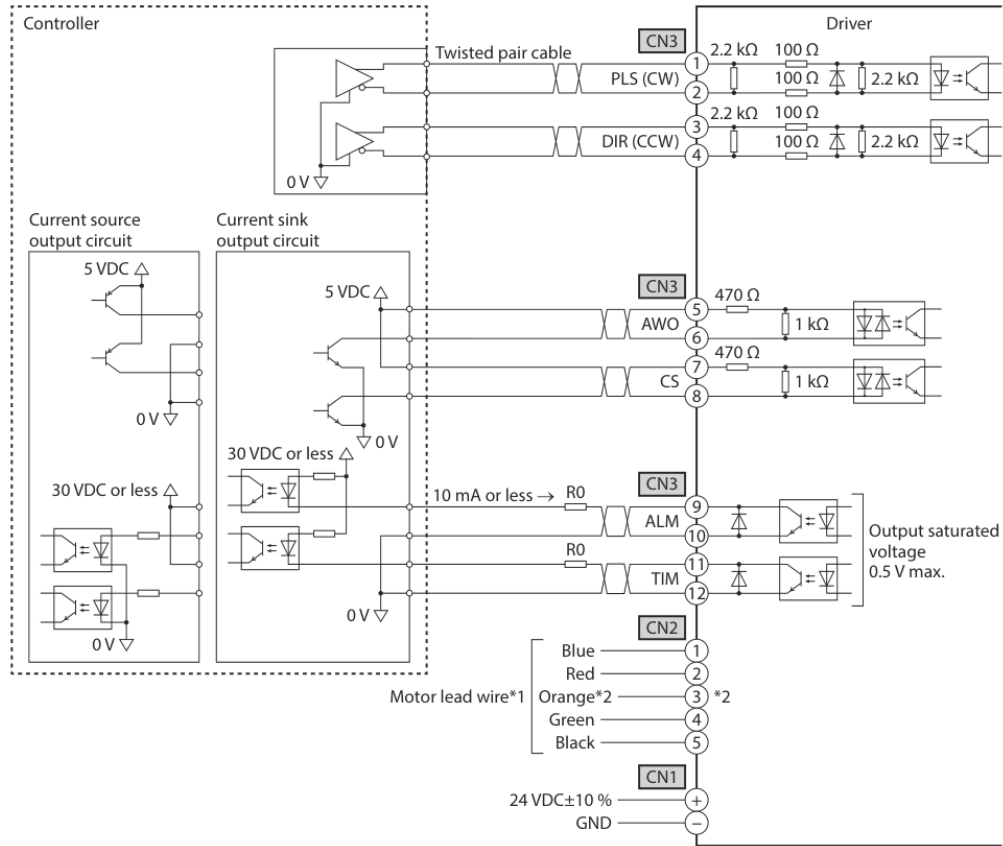 Controller
Driver
CN3
Twisted pair cable
2.2 kΩ
100 Ω
1
PLS (CW)
100 Ω
2.2 kΩ
2
2.2 kΩ
100 Ω
3
DIR (CCW)
100 Ω
2.2 kΩ
4
0 V
Current source
output circuit
Current sink
output circuit
5 VDC
5 VDC
CN3
470 Ω
5
AWO
1 kΩ
6
470 Ω
7
CS
1 kΩ
8
0 V
0 V
30 VDC or less
CN3
30 VDC or less
10 mA or less →
R0
9
ALM
10
R0
11
TIM
12
Output saturated
voltage
0.5 V max.
0 V
0 V
CN2
Blue
1
Red
2
Motor lead wire*1
Orange*2
3
*2
Green
4
Black
5
CN1
24 VDC±10 %
+
GND
−